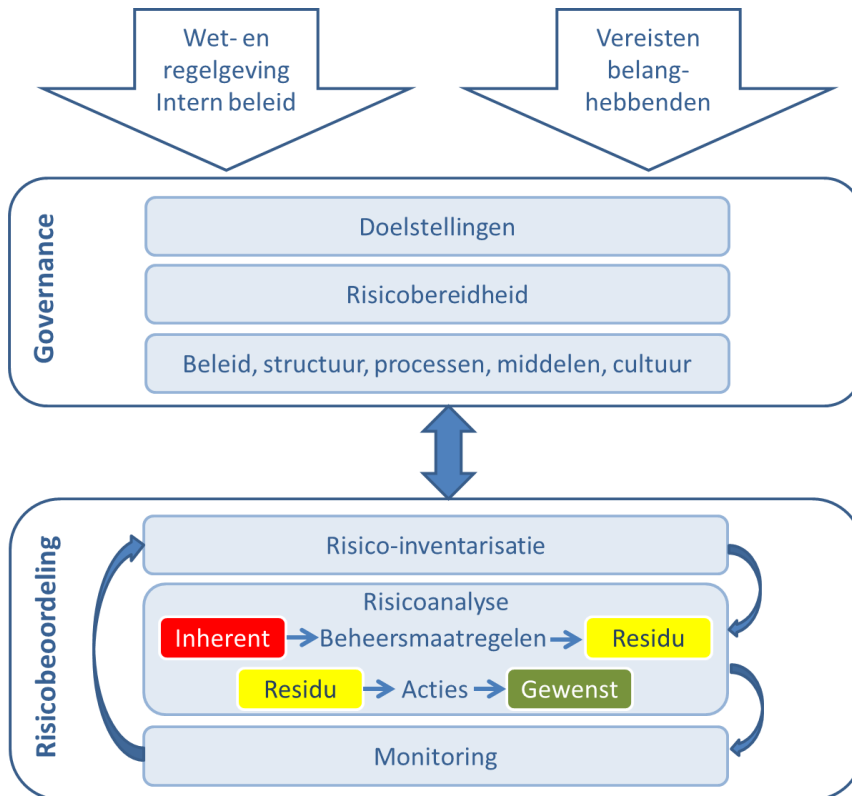 Wet- en
regelgeving
Intern beleid
Vereisten
belang-
hebbenden
Governance
Doelstellingen
Risicobereidheid
Beleid, structuur, processen, middelen, cultuur
Risicobeoordeling
Risico-inventarisatie
Risicoanalyse
Inherent Beheersmaatregelen Residu
Residu Acties Gewenst
Monitoring